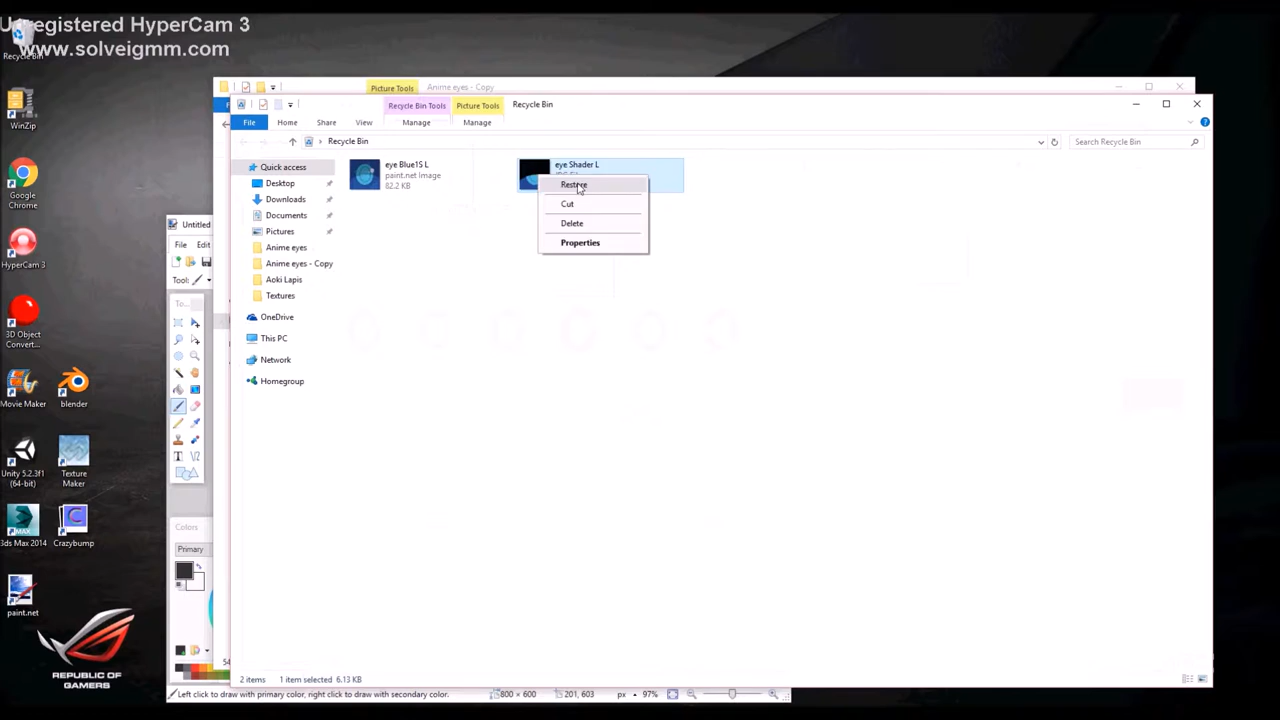 Unregistered HyperCam 3
www.solveigmm.com
Recycle Bin
WinZip
Google
Chrome
HyperCam 3
3D Object
Convert...
Movie Maker
blender
Unity 5.2.3f1
(64-bit)
Texture
Maker
3ds Max 2014
Crazybump
paint.net
REPUBLIC OF
GAMERS
Picture Tools
Anime eyes - Copy
Recycle Bin Tools
Picture Tools
Recycle Bin
File
Home
Share
View
Manage
Manage
Recycle Bin
Search Recycle Bin
Quick access
Desktop
Downloads
Documents
Pictures
Anime eyes
Anime eyes - Copy
Aoki Lapis
Textures
OneDrive
This PC
Network
Homegroup
eye Blue1S L
paint.net Image
82.2 KB
eye Shader L
Restore
Cut
Delete
Properties
2 items
1 item selected 6.13 KB
Untitled
File
Edit
Tool:
To...
Colors
Primary
Left click to draw with primary color, right click to draw with secondary color.
800 × 600
201, 603
px
97%